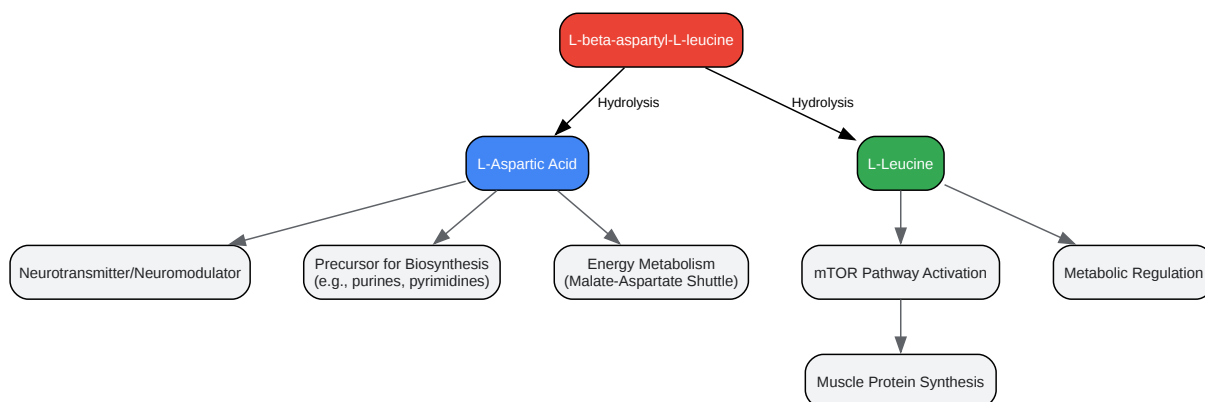 L-beta-aspartyl-L-leucine
Hydrolysis
Hydrolysis
L-Aspartic Acid
L-Leucine
Neurotransmitter/Neuromodulator
Precursor for Biosynthesis
(e.g., purines, pyrimidines)
Energy Metabolism
(Malate-Aspartate Shuttle)
mTOR Pathway Activation
Metabolic Regulation
Muscle Protein Synthesis